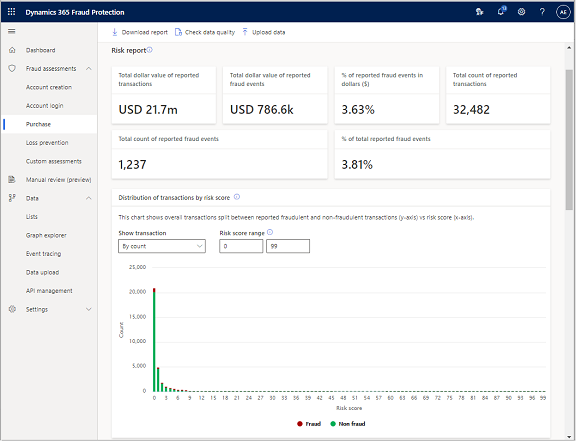 Dynamics 365 Fraud Protection
12
?
AE
Download report
Check data quality
Upload data
Dashboard
Fraud assessments
Account creation
Account login
Purchase
Loss prevention
Custom assessments
Manual review (preview)
Data
Lists
Graph explorer
Event tracing
Data upload
API management
Settings
Risk report
Total dollar value of reported
transactions
USD 21.7m
Total dollar value of reported
fraud events
USD 786.6k
% of reported fraud events in
dollars ($)
3.63%
Total count of reported
transactions
32,482
Total count of reported fraud events
1,237
% of total reported fraud events
3.81%
Distribution of transactions by risk score
This chart shows overall transactions split between reported fraudulent and non-fraudulent transactions (y-axis) vs risk score (x-axis).
Show transaction
By count
Risk score range
0
99
25,000
20,000
15,000
10,000
5,000
0
Count
0 3 6 9 12 15 18 21 24 27 30 33 36 39 42 45 48 51 54 57 60 63 66 69 72 75 78 81 84 87 90 93 96 99
Risk score
Fraud
Non fraud